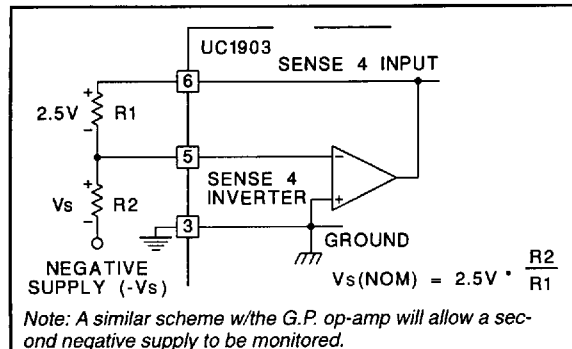 UC1903
SENSE 4 INPUT
6
+
2.5V
R1
−
5
−
+
Vs
R2
−
SENSE 4
INVERTER
+
3
GROUND
NEGATIVE
SUPPLY (-Vs)
Vs(NOM) = 2.5V • R2/R1
Note: A similar scheme w/the G.P. op-amp will allow a sec-
ond negative supply to be monitored.